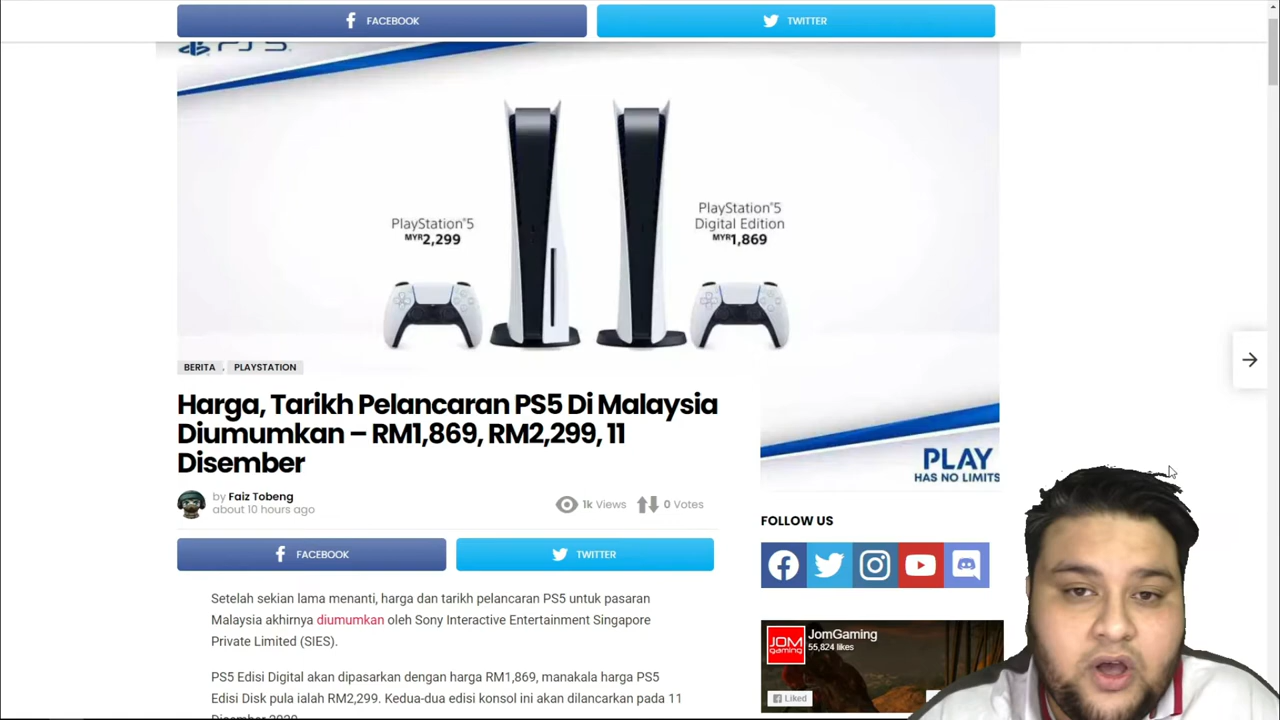 FACEBOOK
TWITTER
PS5
PlayStation®5
MYR2,299
PlayStation®5
Digital Edition
MYR1,869
BERITA , PLAYSTATION
Harga, Tarikh Pelancaran PS5 Di Malaysia
Diumumkan – RM1,869, RM2,299, 11
Disember
by Faiz Tobeng
about 10 hours ago
1k Views
0 Votes
FACEBOOK
TWITTER
Setelah sekian lama menanti, harga dan tarikh pelancaran PS5 untuk pasaran
Malaysia akhirnya diumumkan oleh Sony Interactive Entertainment Singapore
Private Limited (SIES).
PS5 Edisi Digital akan dipasarkan dengan harga RM1,869, manakala harga PS5
Edisi Disk pula ialah RM2,299. Kedua-dua edisi konsol ini akan dilancarkan pada 11
Disember 2020
PLAY
HAS NO LIMITS
FOLLOW US
JOM
gaming
JomGaming
55,824 likes
Liked